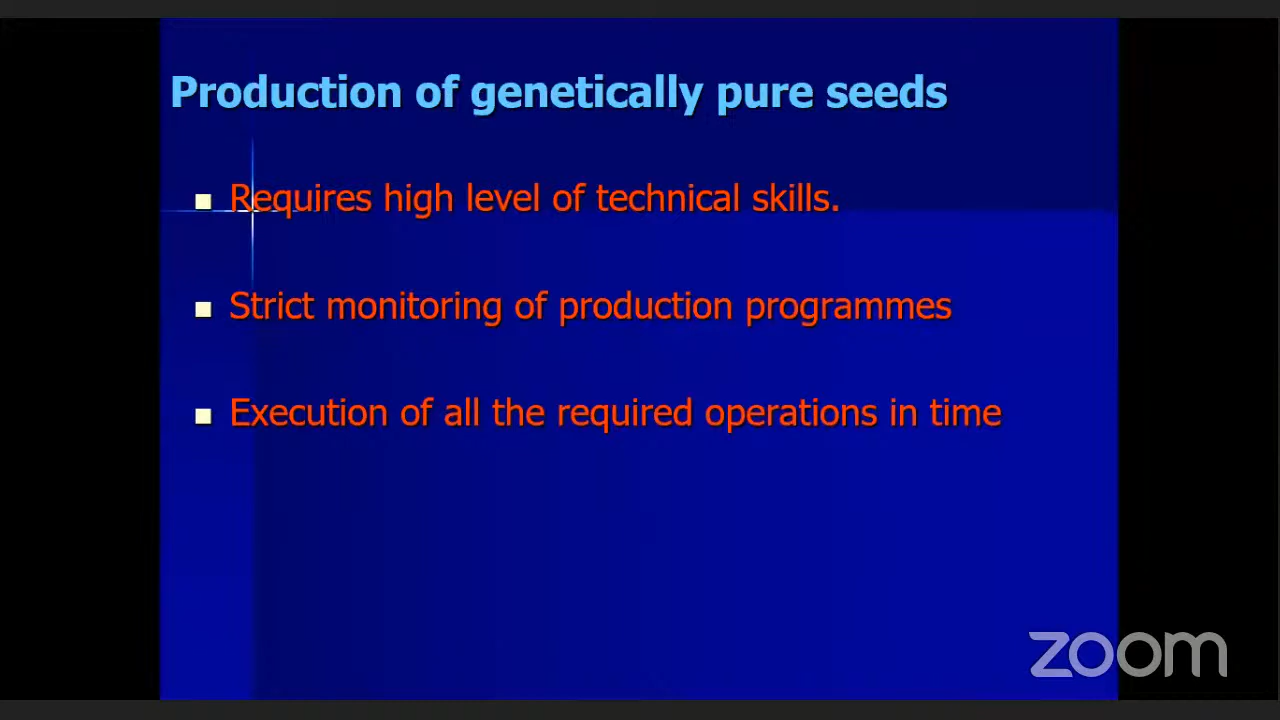 Production of genetically pure seeds
Requires high level of technical skills.
Strict monitoring of production programmes
Execution of all the required operations in time
zoom